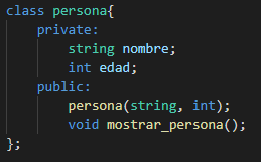 class persona{
    private:
        string nombre;
        int edad;
    public:
        persona(string, int);
        void mostrar_persona();
};